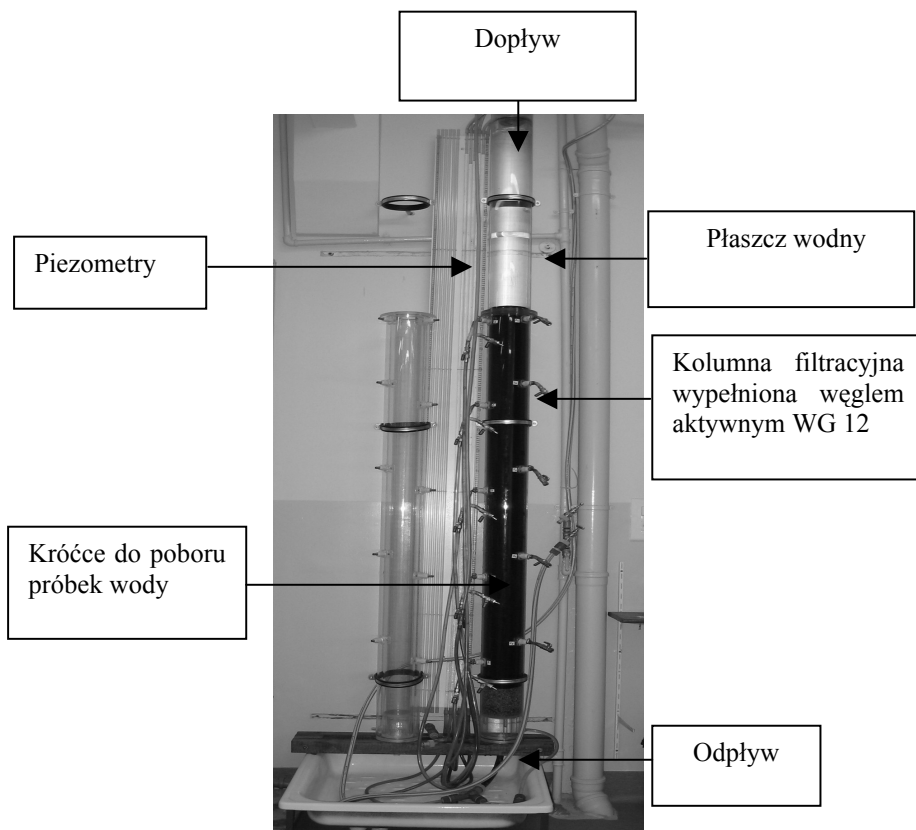 Dopływ
Piezometry
Płaszcz wodny
Kolumna filtracyjna
wypełniona węglem
aktywnym WG 12
Króćce do poboru
próbek wody
Odpływ